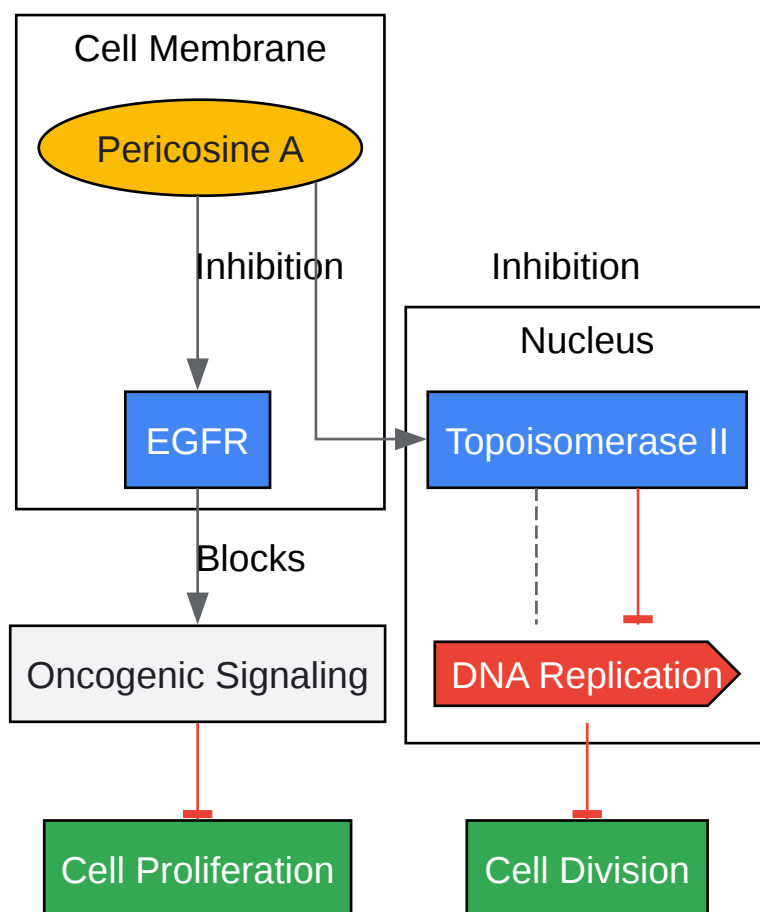 Cell Membrane
Pericosine A
Inhibition
Inhibition
Nucleus
EGFR
Topoisomerase II
Blocks
Oncogenic Signaling
DNA Replication
Cell Proliferation
Cell Division